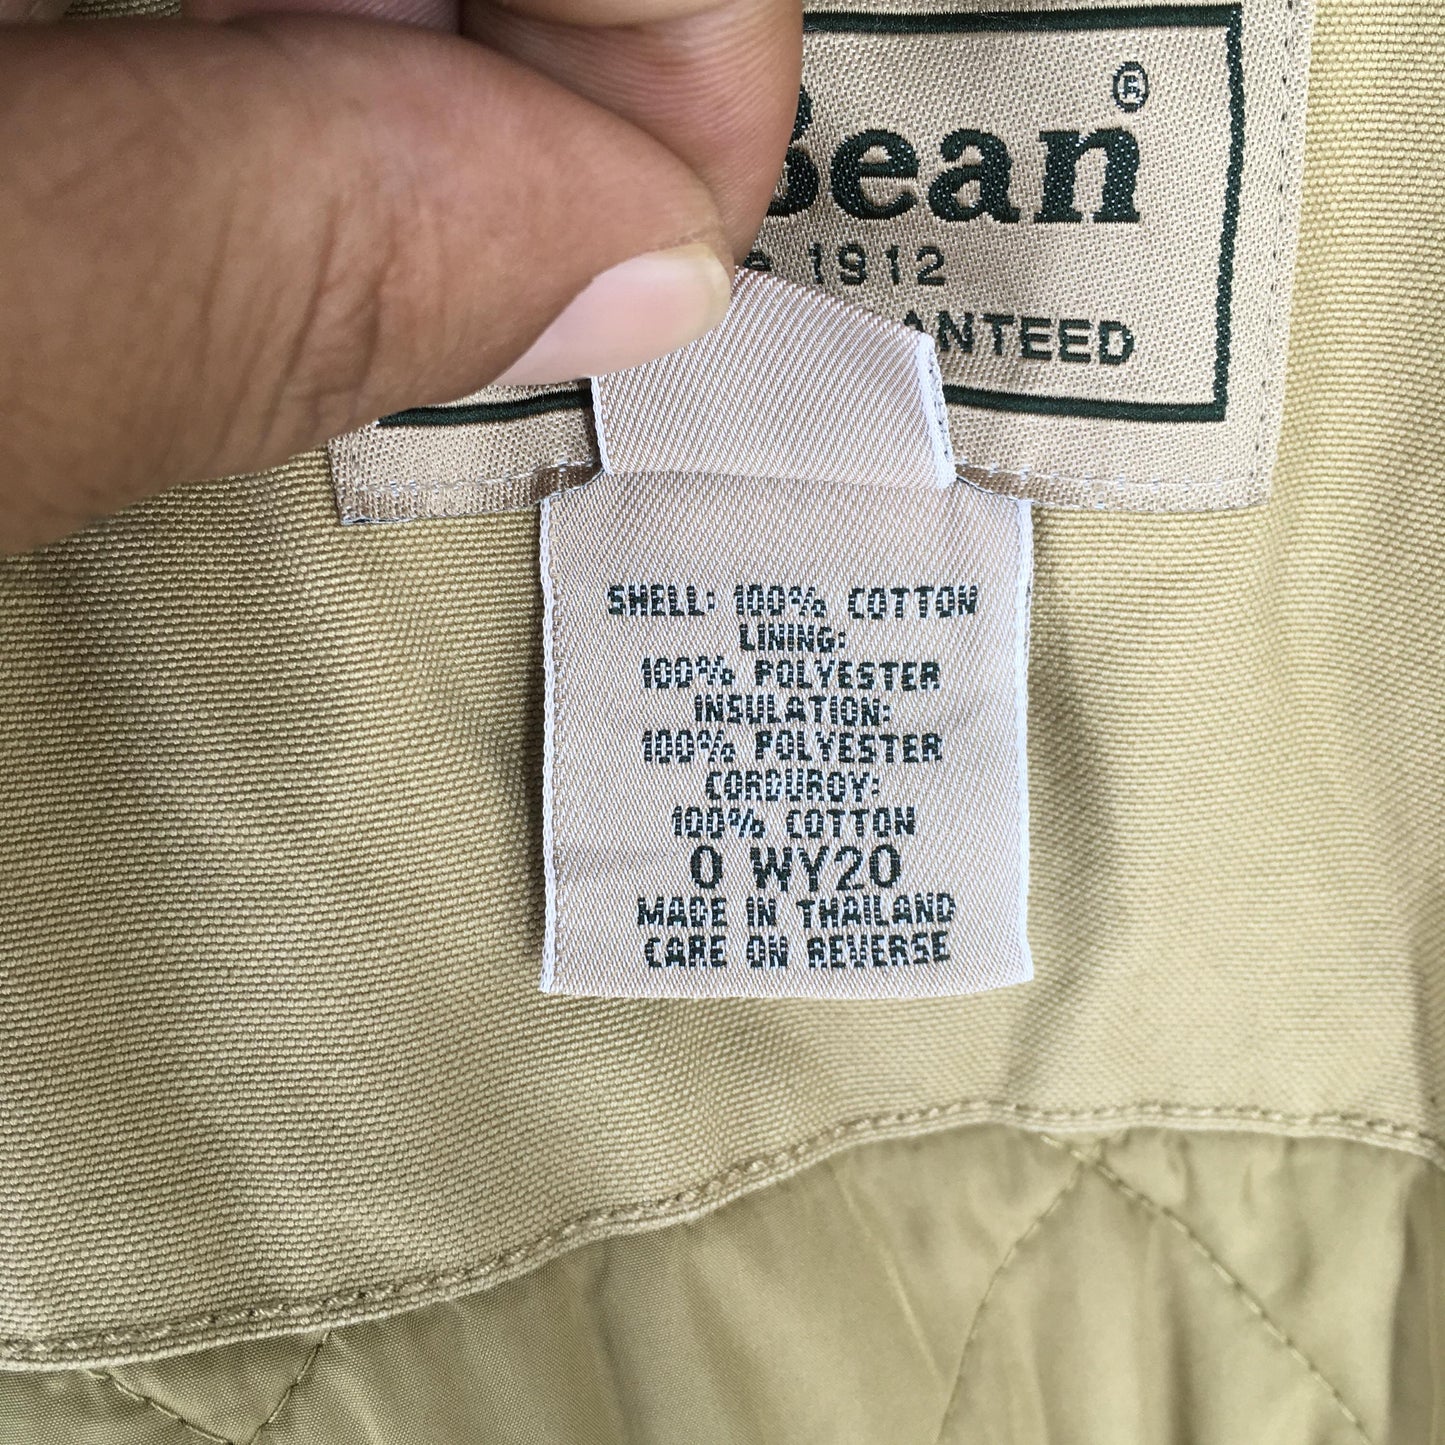 Bean®
1912
ANTEED
SHELL: 100% COTTON
LINING:
100% POLYESTER
INSULATION:
100% POLYESTER
CORDUROY:
100% COTTON
0 WY20
MADE IN THAILAND
CARE ON REVERSE